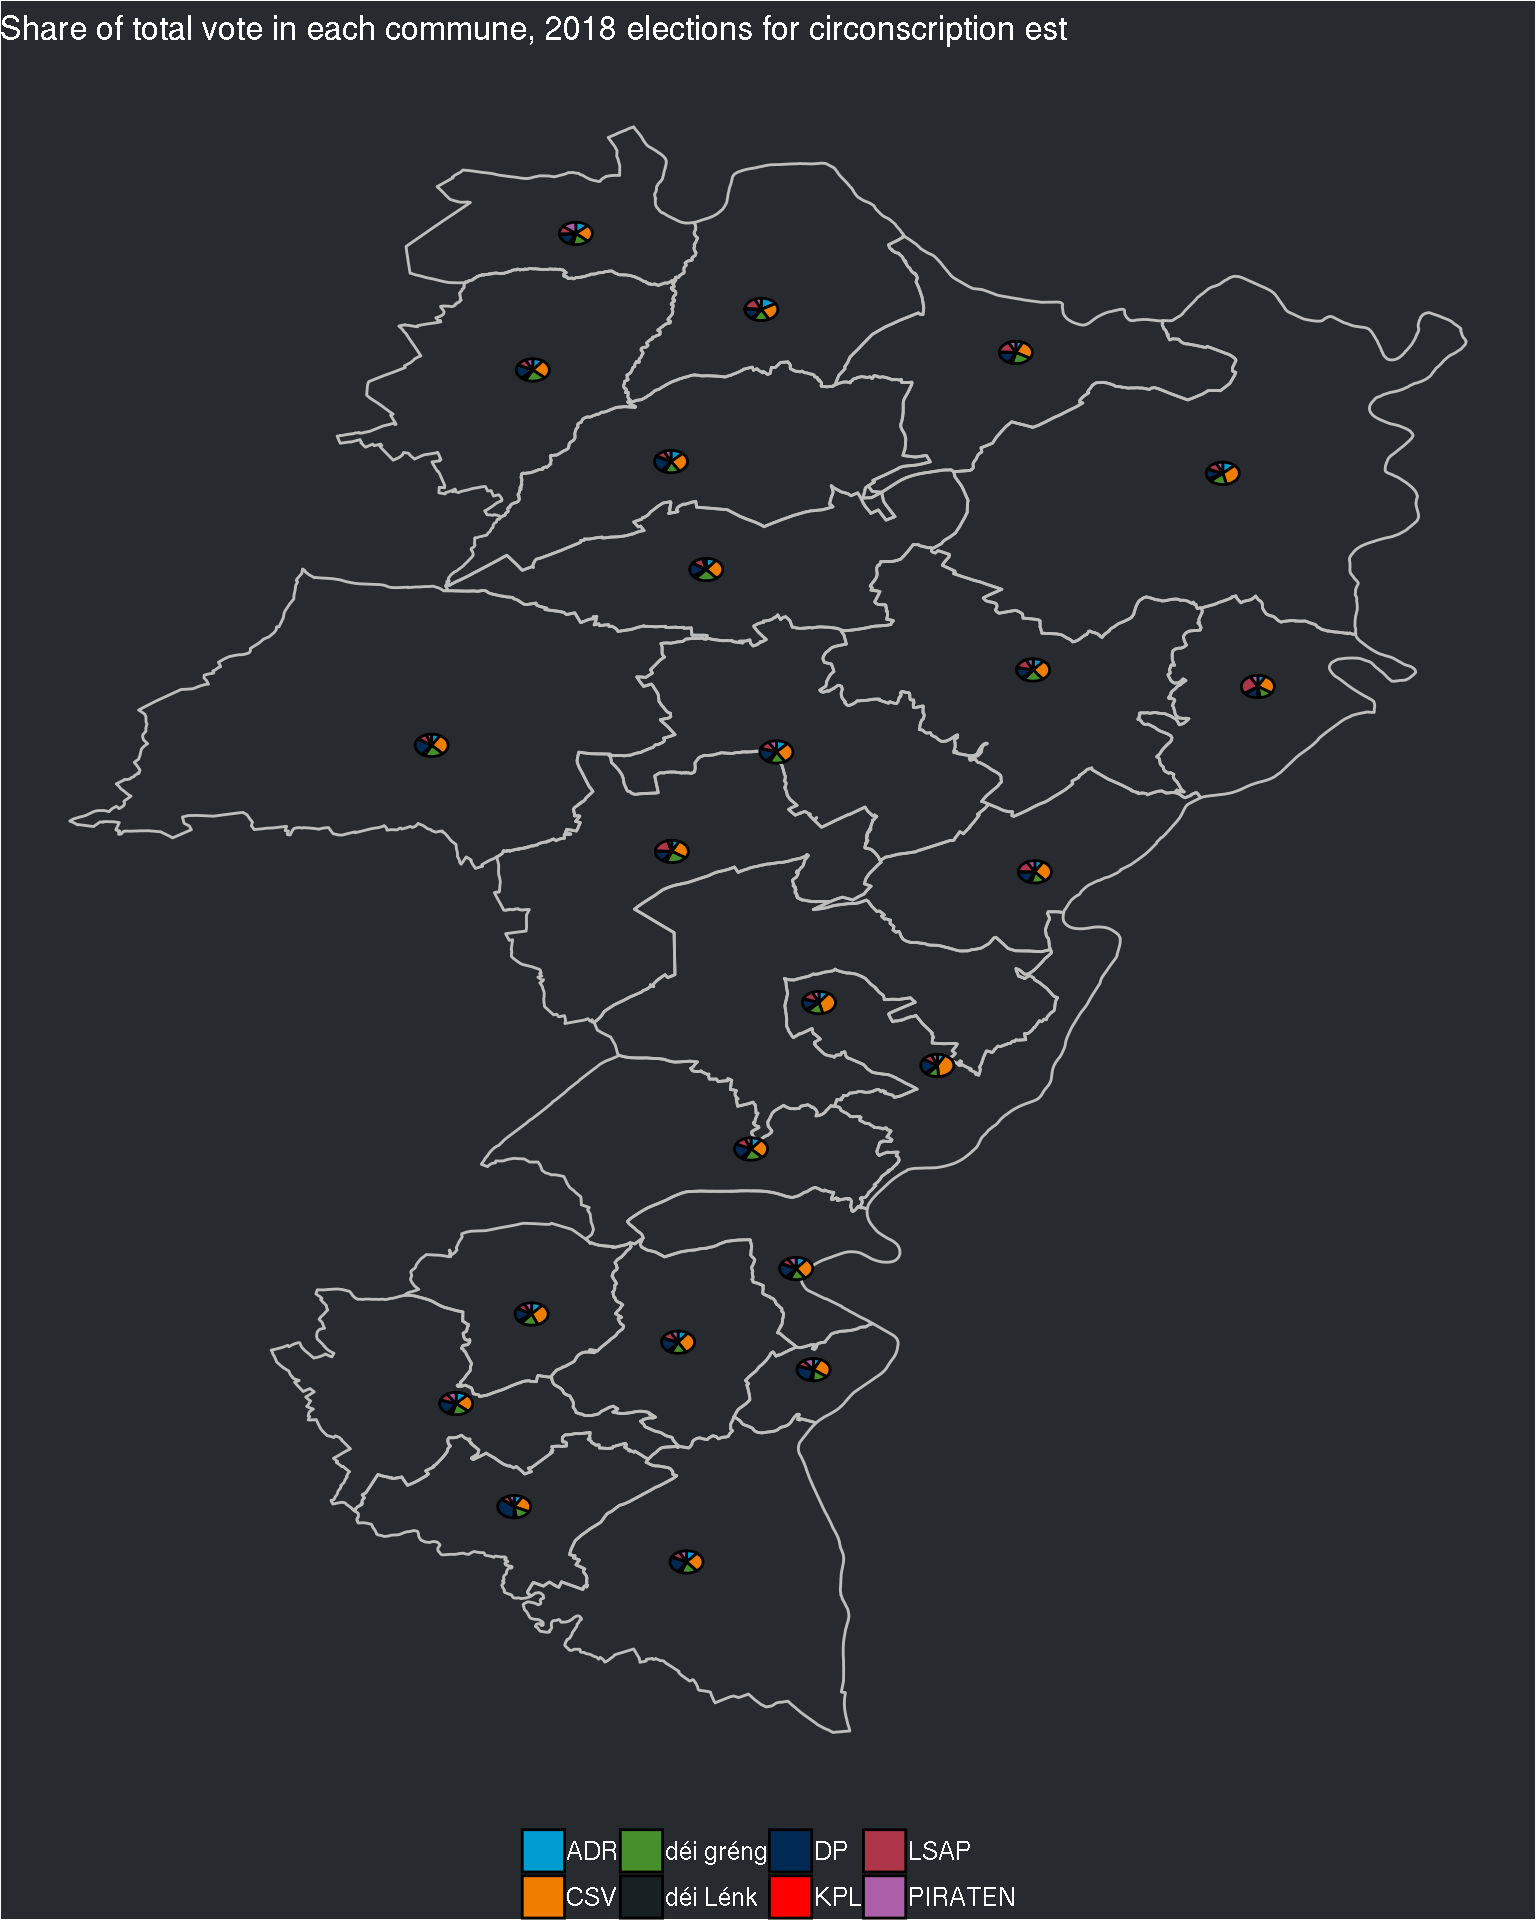 Share of total vote in each commune, 2018 elections for circonscription est
ADR déi gréng DP LSAP
CSV déi Lénk KPL PIRATEN